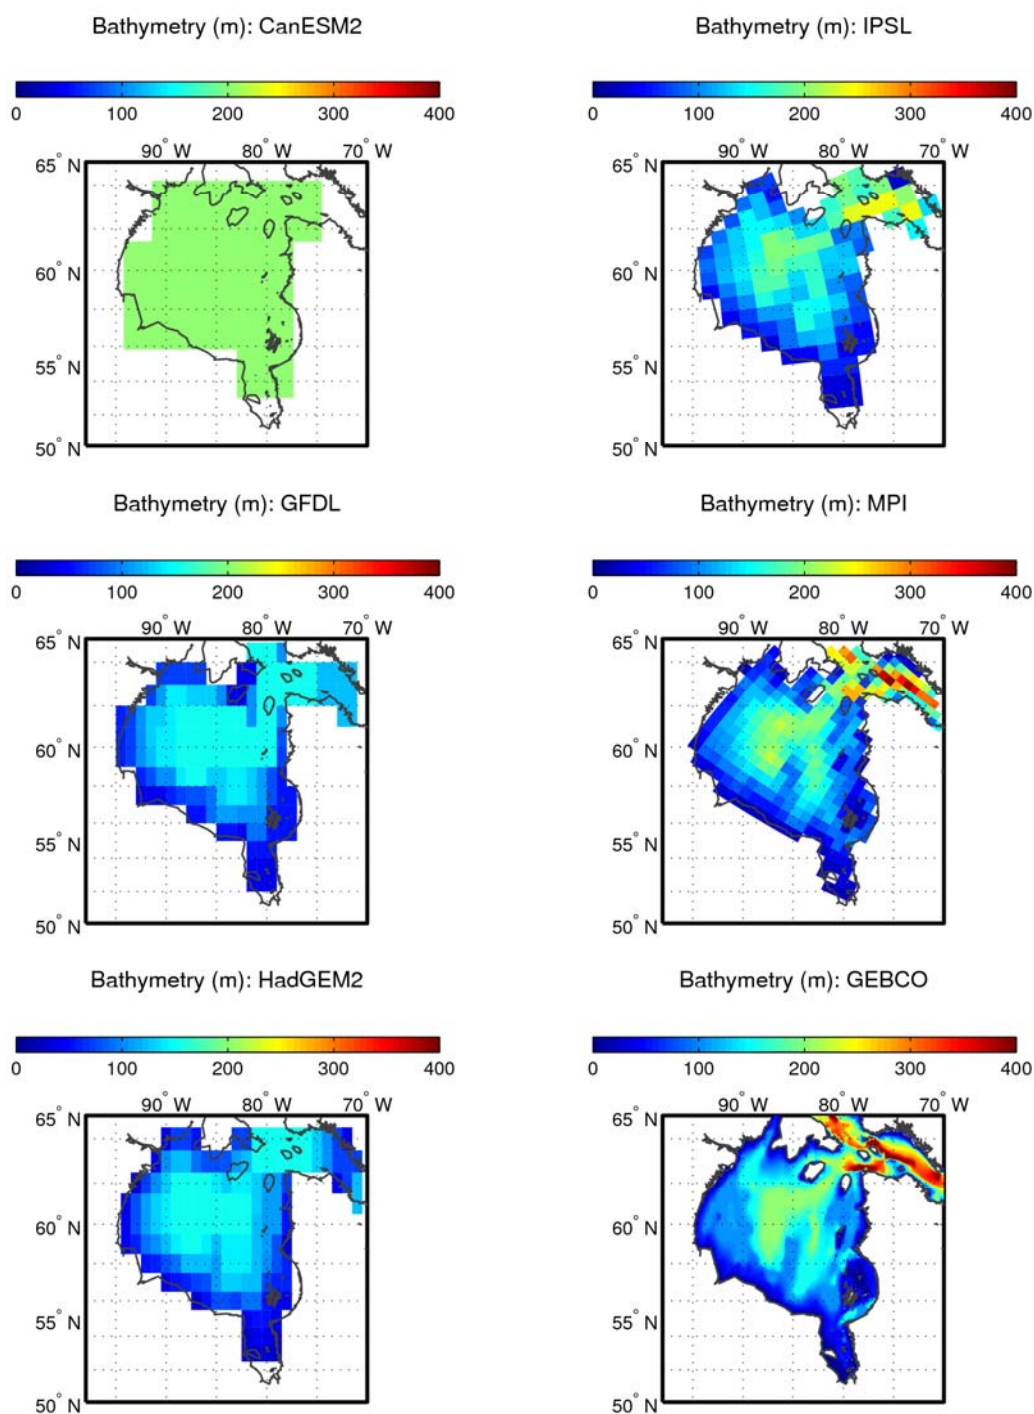 Bathymetry (m): CanESM2
0 100 200 300 400
90° W 80° W 70° W
65° N
60° N
55° N
50° N
Bathymetry (m): IPSL
0 100 200 300 400
90° W 80° W 70° W
65° N
60° N
55° N
50° N
Bathymetry (m): GFDL
0 100 200 300 400
90° W 80° W 70° W
65° N
60° N
55° N
50° N
Bathymetry (m): MPI
0 100 200 300 400
90° W 80° W 70° W
65° N
60° N
55° N
50° N
Bathymetry (m): HadGEM2
0 100 200 300 400
90° W 80° W 70° W
65° N
60° N
55° N
50° N
Bathymetry (m): GEBCO
0 100 200 300 400
90° W 80° W 70° W
65° N
60° N
55° N
50° N